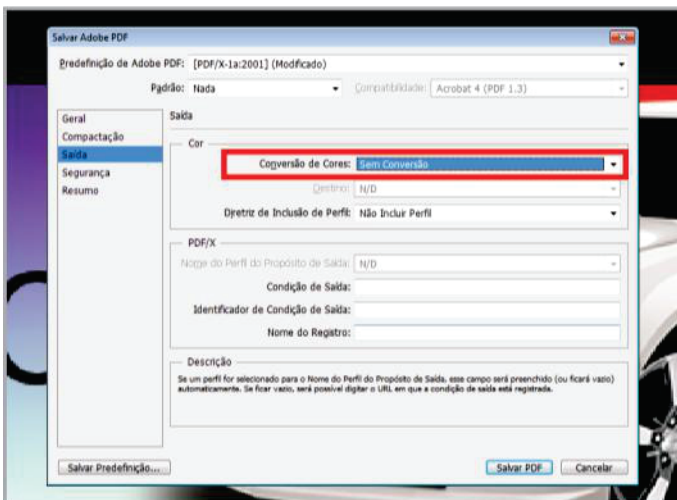 Salvar Adobe PDF
Predefinição de Adobe PDF: [PDF/X-1a:2001] (Modificado)
Padrão: Nada Compatibilidade: Acrobat 4 (PDF 1.3)
Geral
Compactação
Saída
Segurança
Resumo
Saída
Cor
Conversão de Cores: Sem Conversão
Destino: N/D
Diretriz de Inclusão de Perfil: Não Incluir Perfil
PDF/X
Nome do Perfil do Propósito de Saída: N/D
Condição de Saída:
Identificador de Condição de Saída:
Nome do Registro:
Descrição
Se um perfil for selecionado para o Nome do Perfil do Propósito de Saída, esse campo será preenchido (ou ficará vazio)
automaticamente. Se ficar vazio, será possível digitar o URL em que a condição de saída está registrada.
Salvar Predefinição... Salvar PDF Cancelar